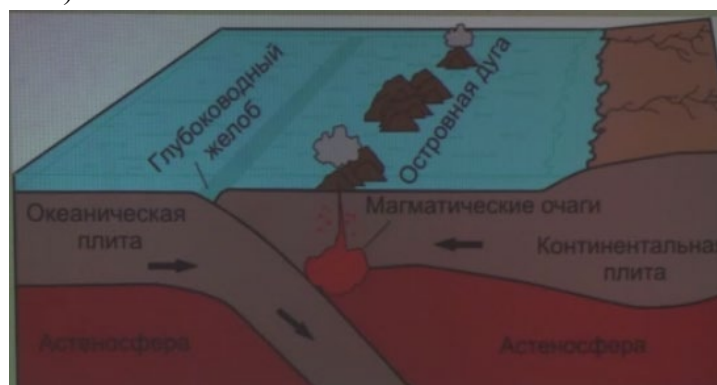 Глубоководный
желоб
Островная дуга
Океаническая
плита
Магматические очаги
Континентальная
плита
Астеносфера
Астеносфера